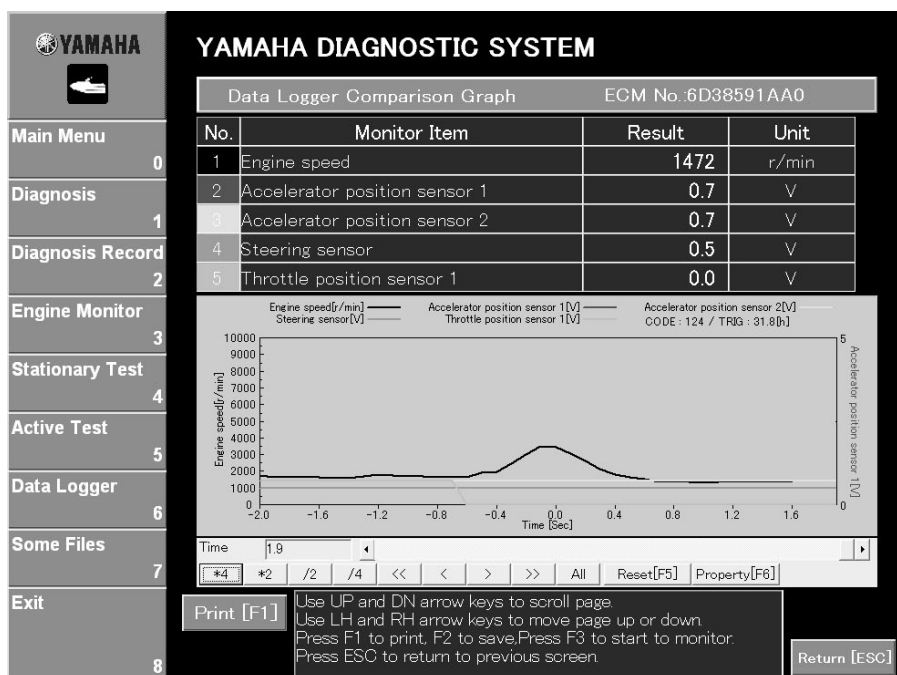 YAMAHA
YAMAHA DIAGNOSTIC SYSTEM
Data Logger Comparison Graph ECM No.:6D38591AA0
Main Menu
0
Diagnosis
1
Diagnosis Record
2
Engine Monitor
3
Stationary Test
4
Active Test
5
Data Logger
6
Some Files
7
Exit
8
No. Monitor Item Result Unit
1 Engine speed 1472 r/min
2 Accelerator position sensor 1 0.7 V
3 Accelerator position sensor 2 0.7 V
4 Steering sensor 0.5 V
5 Throttle position sensor 1 0.0 V
Engine speed[r/min] Accelerator position sensor 1[V] Accelerator position sensor 2[V]
Steering sensor[V] Throttle position sensor 1[V] CODE : 124 / TRIG : 31.8[h]
10000
9000
8000
7000
6000
5000
4000
3000
2000
1000
0
Engine speed[r/min]
5
0
Accelerator position sensor 1[V]
-2.0 -1.6 -1.2 -0.8 -0.4 0.0 0.4 0.8 1.2 1.6
Time [Sec]
Time 1.9
*4 *2 /2 /4 << < > >> All Reset[F5] Property[F6]
Print [F1]
Use UP and DN arrow keys to scroll page.
Use LH and RH arrow keys to move page up or down.
Press F1 to print, F2 to save,Press F3 to start to monitor.
Press ESC to return to previous screen.
Return [ESC]